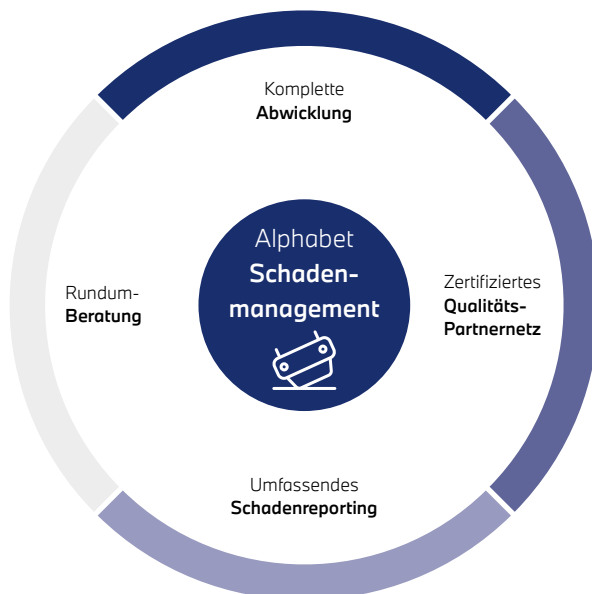 Komplette
Abwicklung
Alphabet
Schaden-
management
Zertifiziertes
Qualitäts-
Partnernetz
Rundum-
Beratung
Umfassendes
Schadenreporting